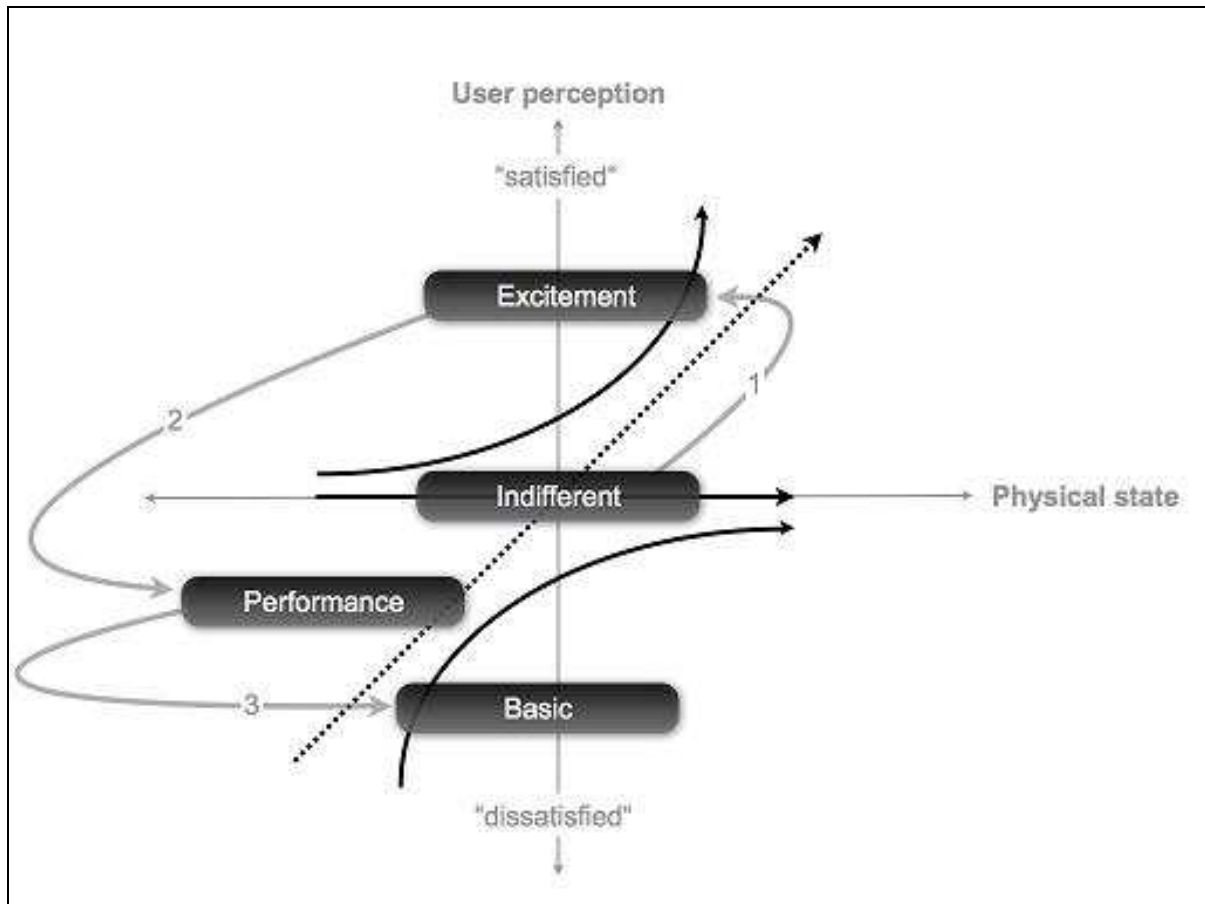 User perception
"satisfied"
Excitement
1
2
Indifferent
Physical state
Performance
3
Basic
"dissatisfied"